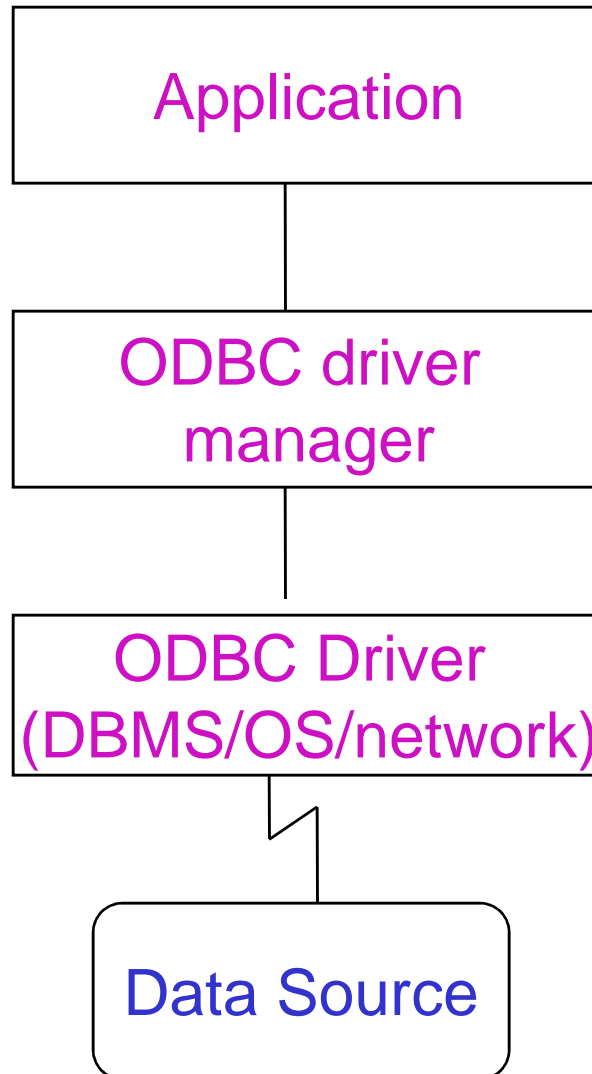 Application
ODBC driver
manager
ODBC Driver
(DBMS/OS/network)
Data Source